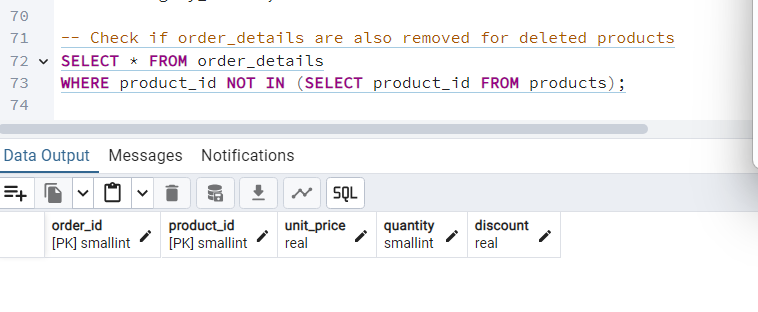 70
71 -- Check if order_details are also removed for deleted products
72 SELECT * FROM order_details
73 WHERE product_id NOT IN (SELECT product_id FROM products);
74
Data Output Messages Notifications
SQL
order_id product_id unit_price quantity discount
[PK] smallint [PK] smallint real smallint real